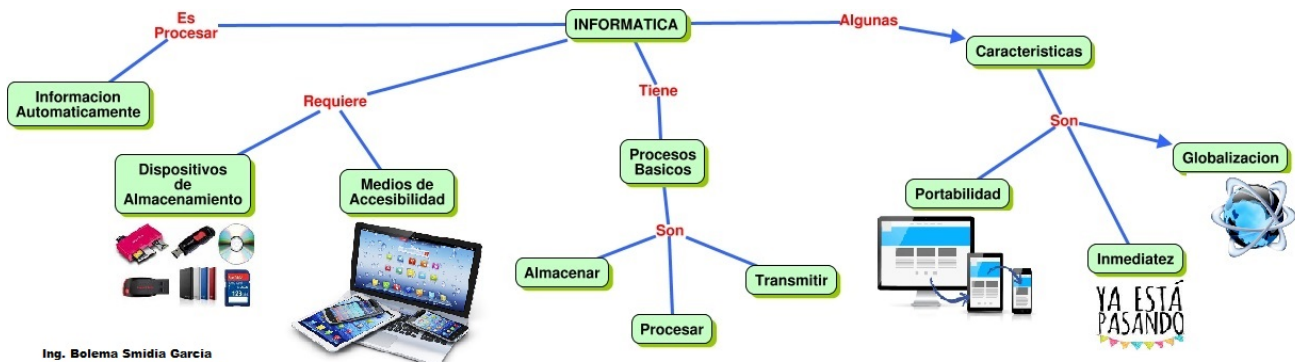 INFORMATICA
Es
Procesar
Informacion
Automaticamente
Requiere
Dispositivos
de
Almacenamiento
Medios de
Accesibilidad
Tiene
Procesos
Basicos
Son
Almacenar
Procesar
Transmitir
Algunas
Caracteristicas
Son
Portabilidad
Inmediatez
YA ESTÁ
PASANDO
Globalizacion
Ing. Bolema Smidia Garcia